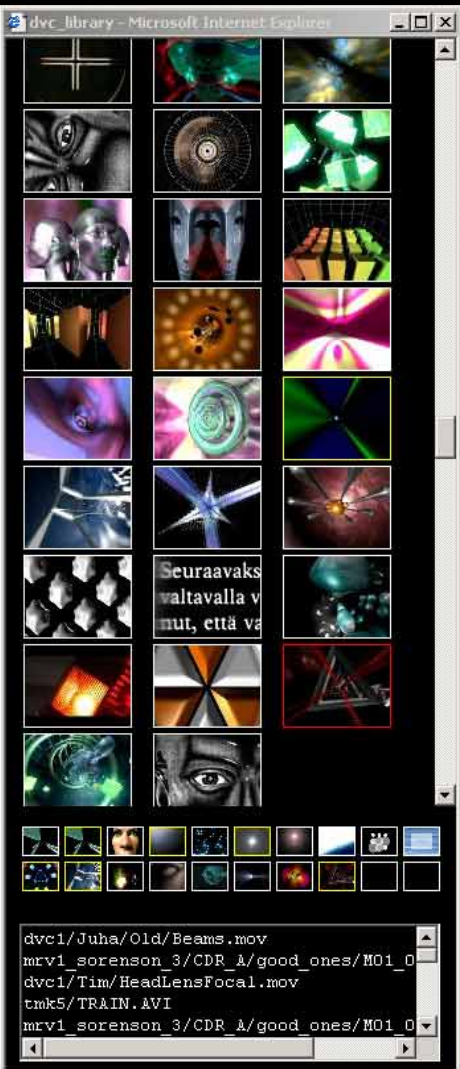 dvc_library - Microsoft Internet Explorer
Seuraavaks
valtavalla v
nut, että va
dvc1/Juha/Old/Beams.mov
mrv1_sorenson_3/CDR_A/good_ones/M01_0
dvc1/Tim/HeadLensFocal.mov
tmk5/TRAIN.AVI
mrv1_sorenson_3/CDR_A/good_ones/M01_0